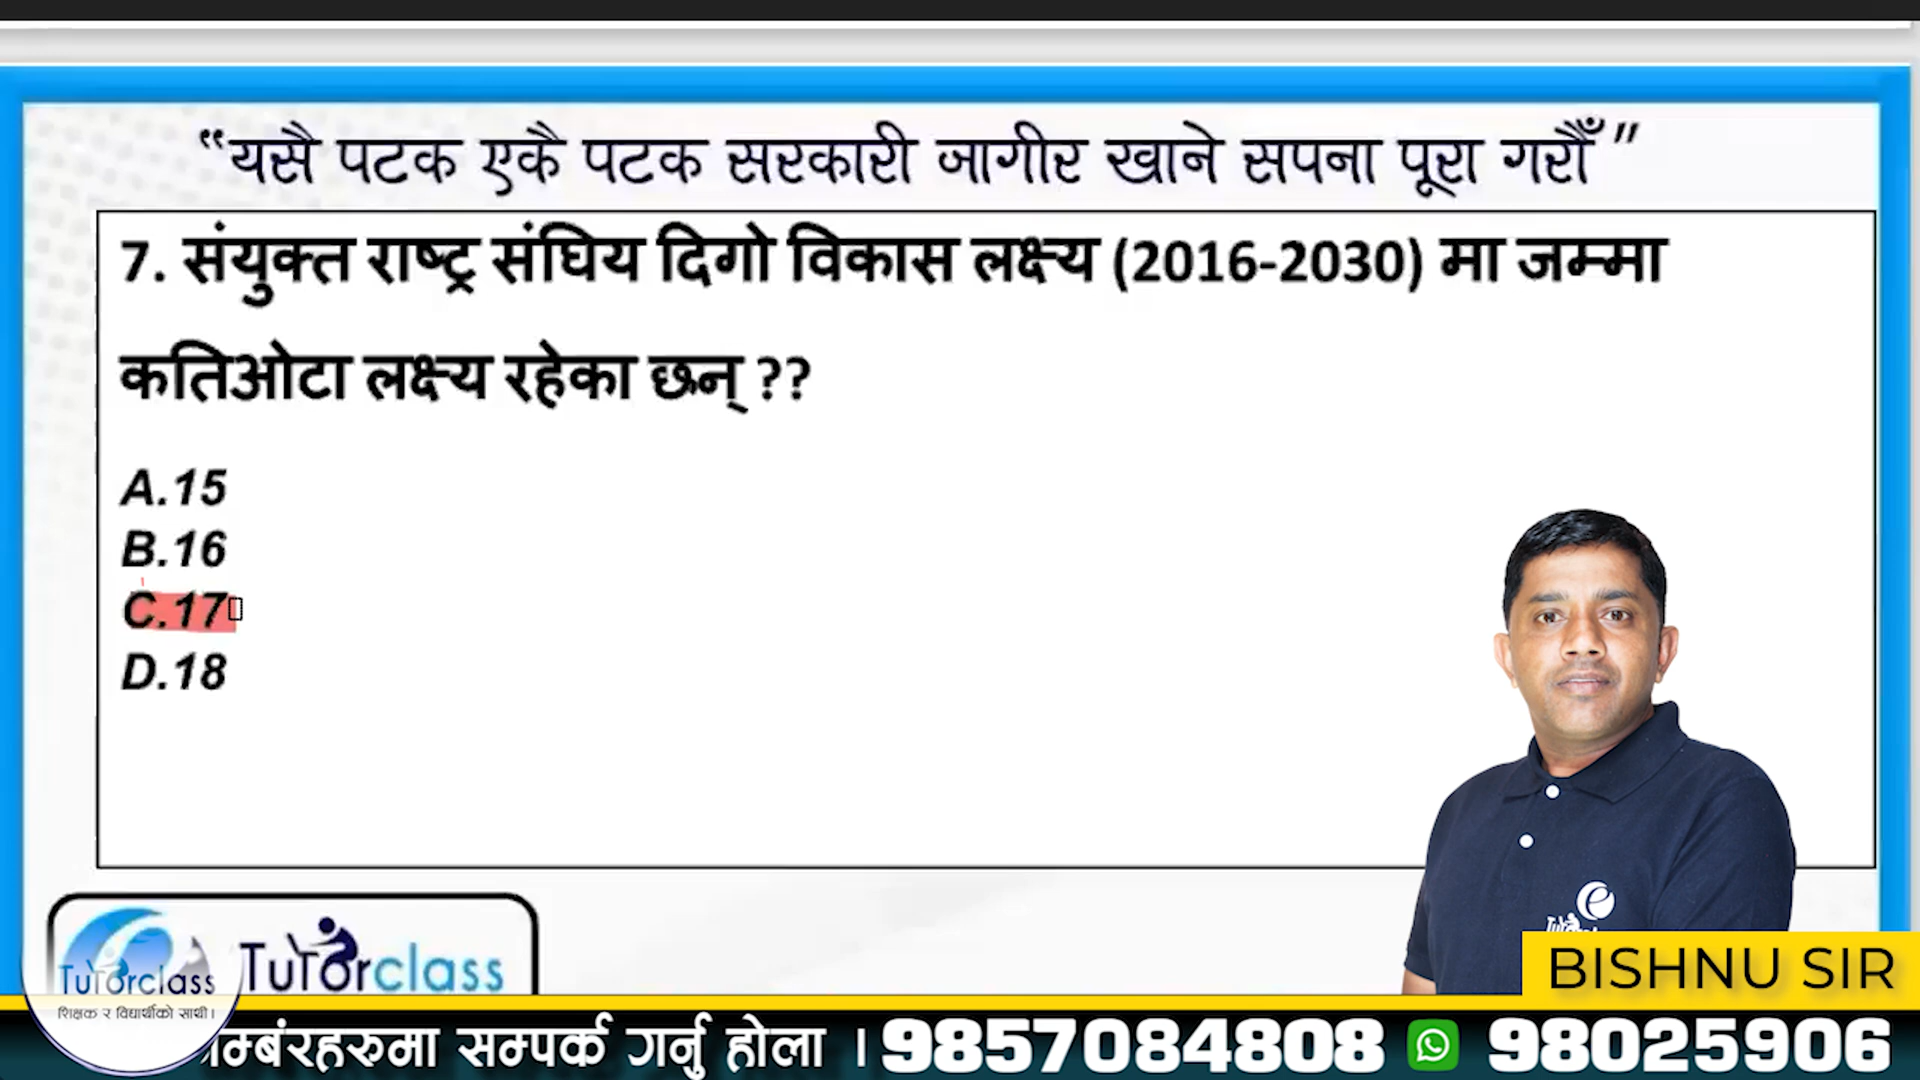 “यसै पटक एकै पटक सरकारी जागीर खाने सपना पूरा गरौँ”
7. संयुक्त राष्ट्र संघिय दिगो विकास लक्ष्य (2016-2030) मा जम्मा
कतिओटा लक्ष्य रहेका छन् ??
A.15
B.16
C.17
D.18
Tutorclass
Tutorclass
शिक्षक र विद्यार्थीको साथी।
BISHNU SIR
म्बंरहरुमा सम्पर्क गर्नु होला । 9857084808 98025906